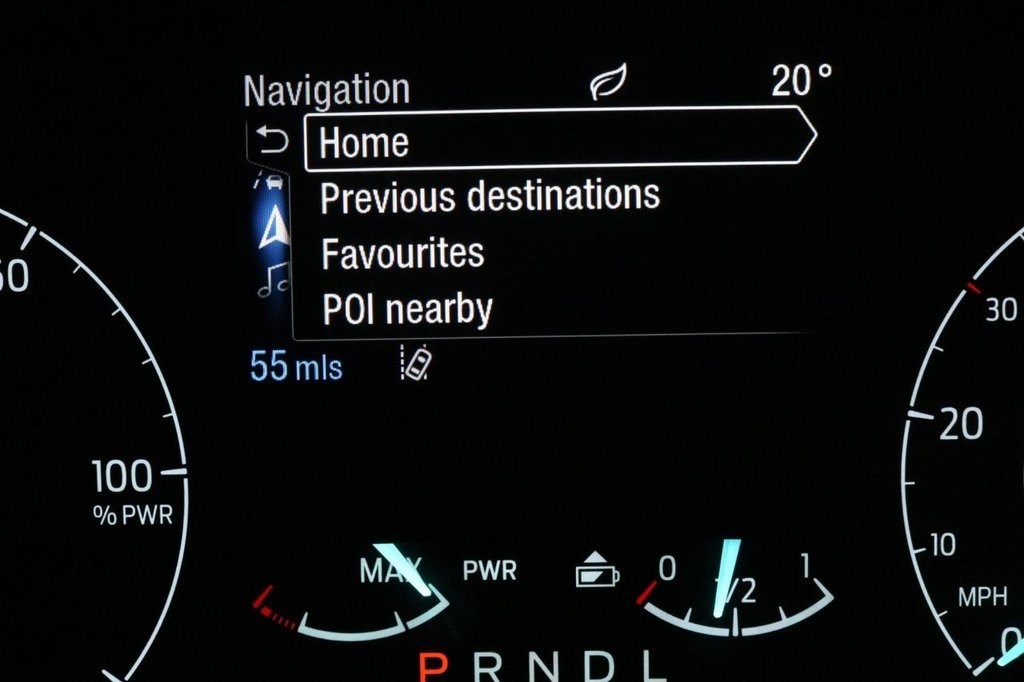 Navigation
20°
Home
Previous destinations
Favourites
POI nearby
55 mls
30
20
10
MPH
0
100
% PWR
MAX
PWR
0
1/2
1
P R N D L